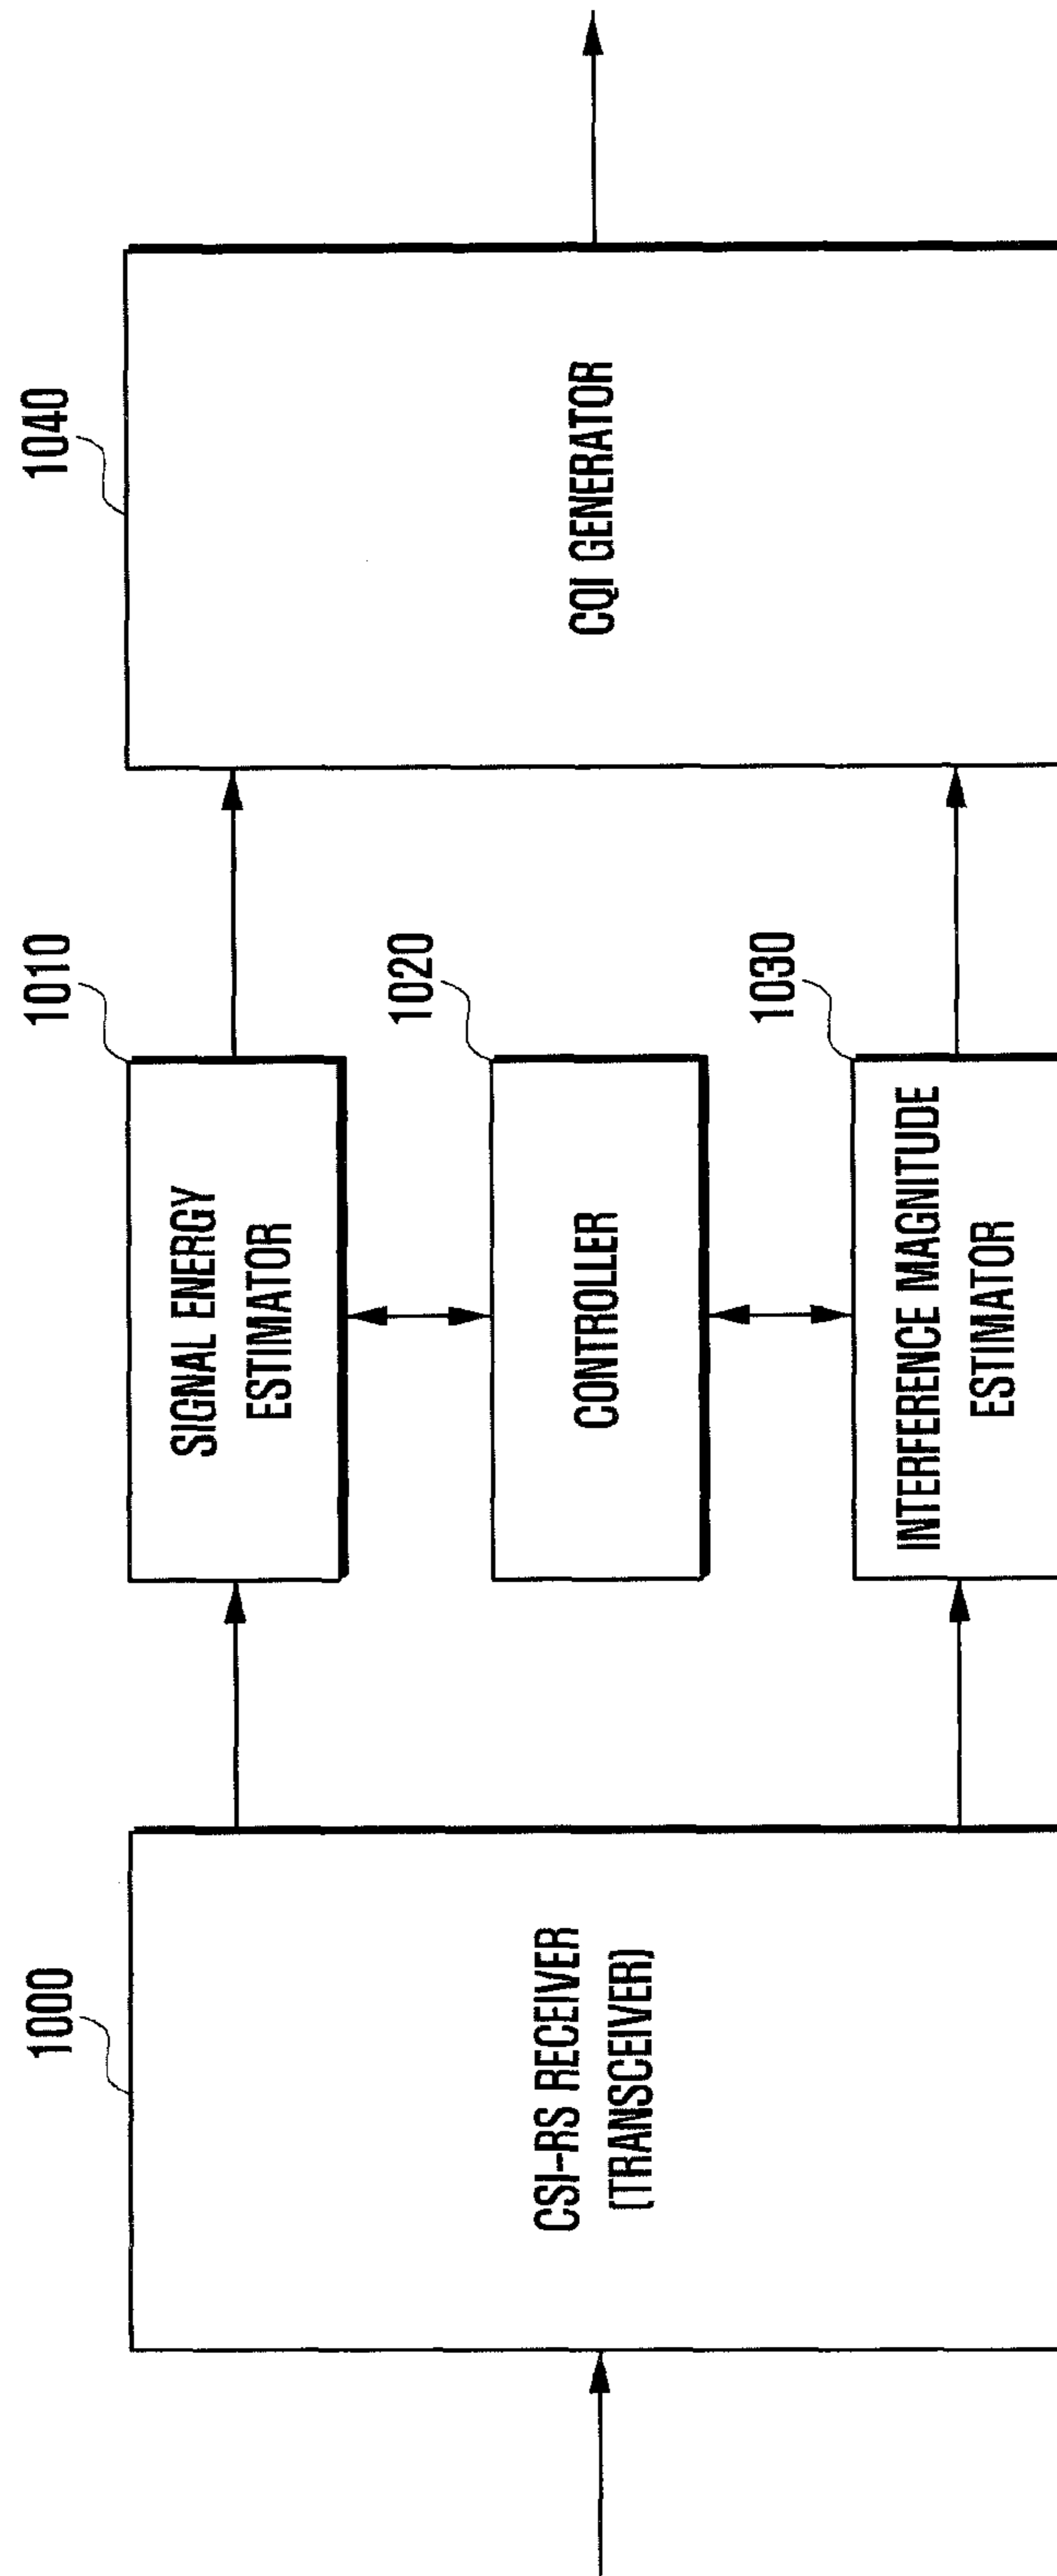 1000
CSI-RS RECEIVER
(TRANSCEIVER)
1010
SIGNAL ENERGY
ESTIMATOR
1020
CONTROLLER
1030
INTERFERENCE MAGNITUDE
ESTIMATOR
1040
CQI GENERATOR